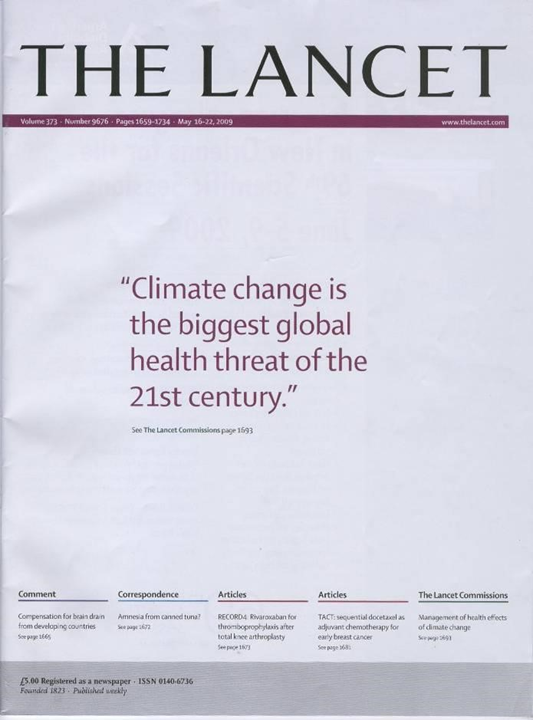 THE LANCET
Volume 373 · Number 9676 · Pages 1659–1734 · May 16–22, 2009 www.thelancet.com
“Climate change is
the biggest global
health threat of the
21st century.”
See The Lancet Commissions page 1693
Comment
Compensation for brain drain
from developing countries
See page 1665
Correspondence
Amnesia from canned tuna?
See page 1672
Articles
RECORD4: Rivaroxaban for
thromboprophylaxis after
total knee arthroplasty
See page 1673
Articles
TACT: sequential docetaxel as
adjuvant chemotherapy for
early breast cancer
See page 1681
The Lancet Commissions
Management of health effects
of climate change
See page 1693
£5.00 Registered as a newspaper · ISSN 0140-6736
Founded 1823 · Published weekly